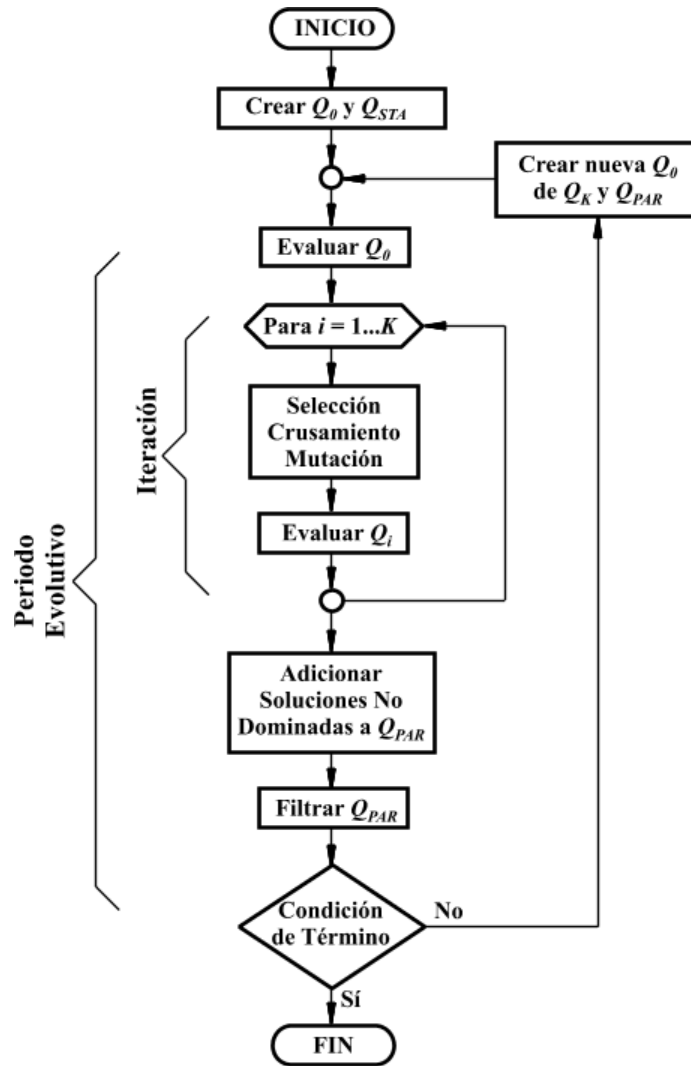 INICIO
Crear Q0 y QSTA
Crear nueva Q0
de QK y QPAR
Evaluar Q0
Para i = 1...K
Selección
Crusamiento
Mutación
Evaluar Qi
Iteración
Periodo
Evolutivo
Adicionar
Soluciones No
Dominadas a QPAR
Filtrar QPAR
Condición
de Término
No
Sí
FIN